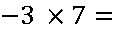 −3 × 7 =